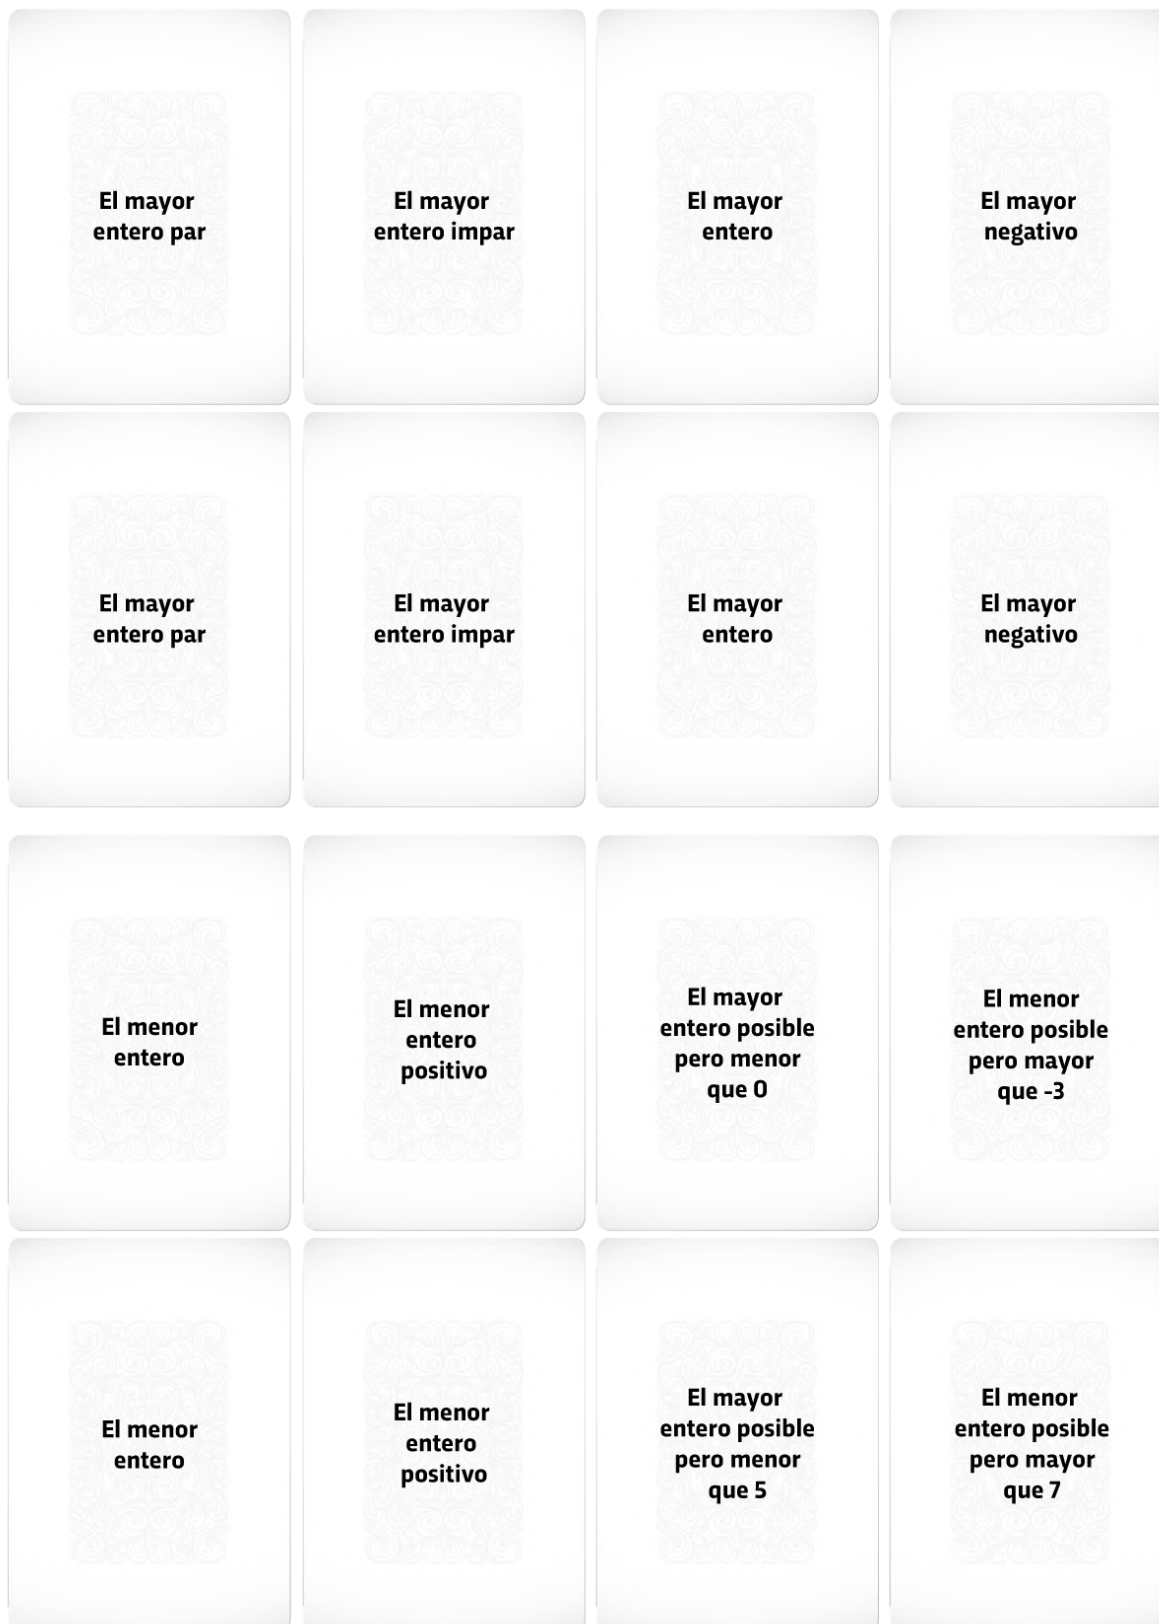 El mayor
entero par
El mayor
entero impar
El mayor
entero
El mayor
negativo
El mayor
entero par
El mayor
entero impar
El mayor
entero
El mayor
negativo
El menor
entero
El menor
entero
positivo
El mayor
entero posible
pero menor
que 0
El menor
entero posible
pero mayor
que -3
El menor
entero
El menor
entero
positivo
El mayor
entero posible
pero menor
que 5
El menor
entero posible
pero mayor
que 7